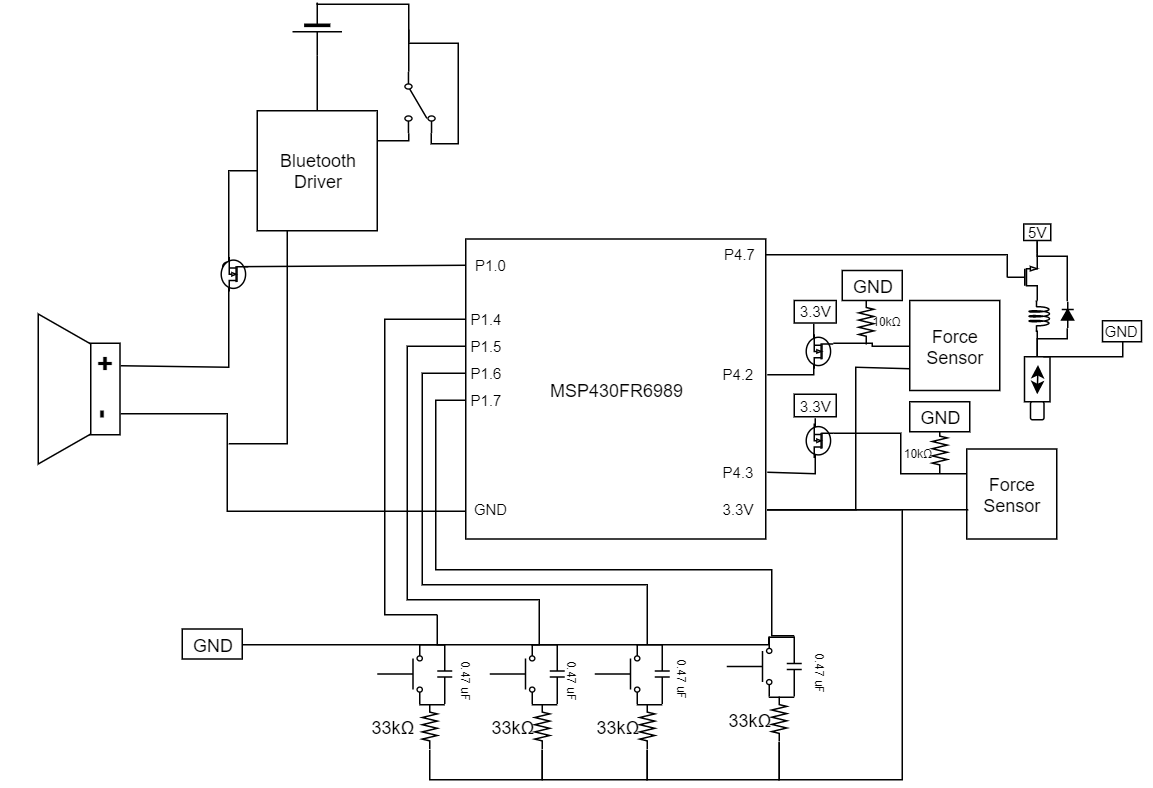 Bluetooth
Driver
5V
P1.0
P4.7
GND
3.3V
10kΩ
GND
P1.4
Force
Sensor
P1.5
+
P1.6
P4.2
MSP430FR6989
P1.7
3.3V
GND
-
10kΩ
P4.3
Force
Sensor
GND
3.3V
GND
0.47 uF
0.47 uF
0.47 uF
0.47 uF
33kΩ
33kΩ
33kΩ
33kΩ